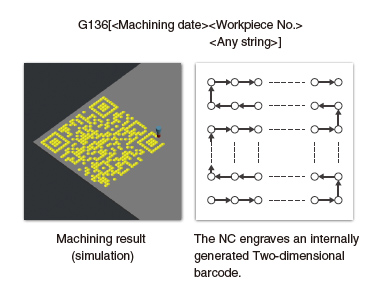 G136[<Machining date><Workpiece No.>
<Any string>]
Machining result
(simulation)
The NC engraves an internally
generated Two-dimensional
barcode.